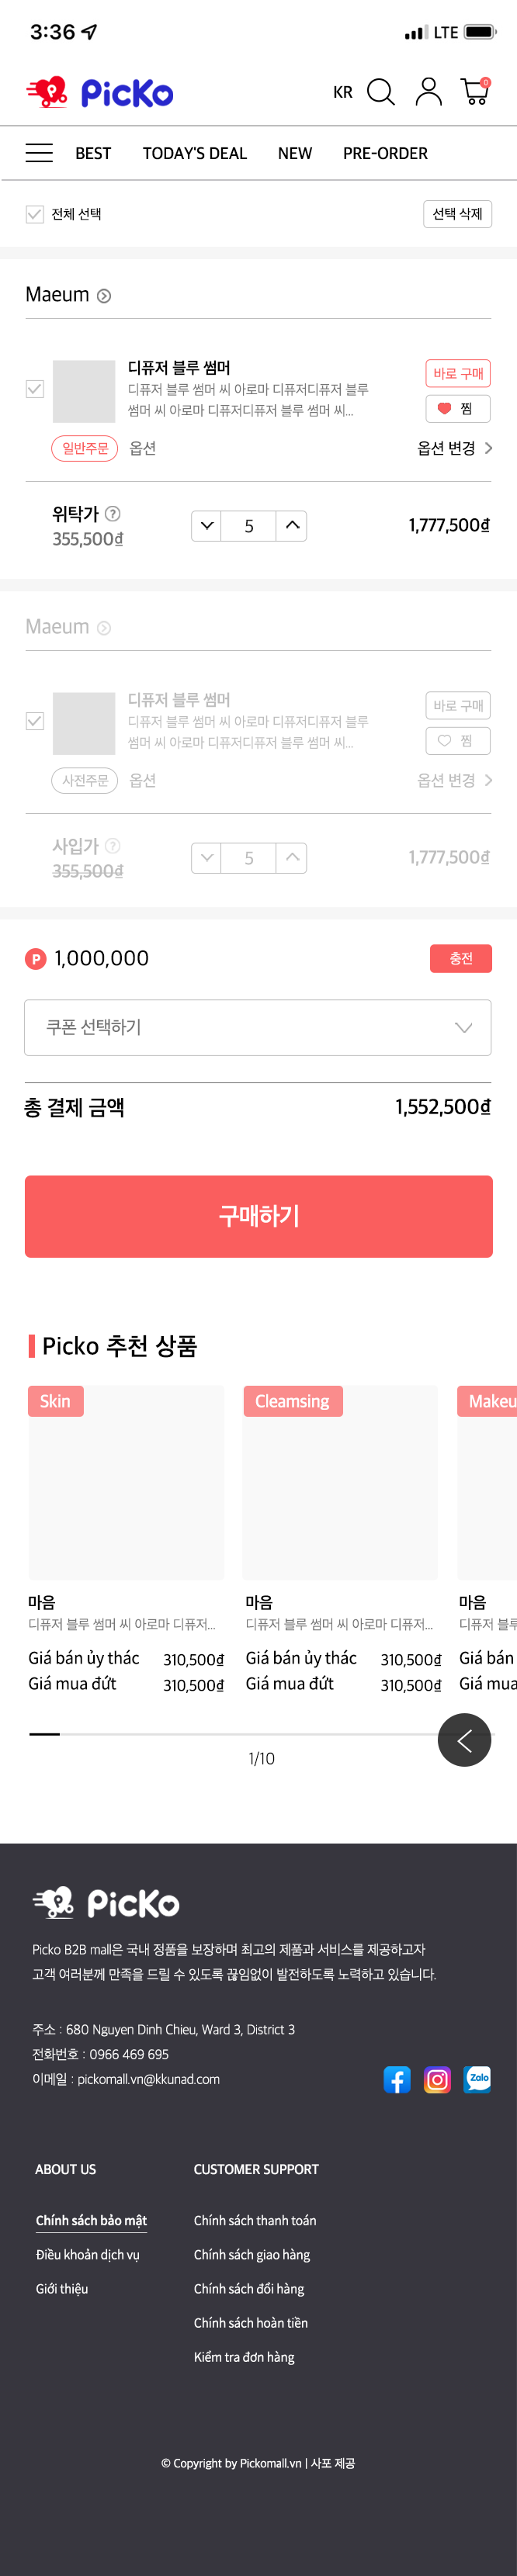 3:36
LTE
PicKo
KR
0
BEST
TODAY'S DEAL
NEW
PRE-ORDER
전체 선택
선택 삭제
Maeum
디퓨저 블루 썸머
바로 구매
디퓨저 블루 썸머 씨 아로마 디퓨저디퓨저 블루
썸머 씨 아로마 디퓨저디퓨저 블루 썸머 씨...
찜
일반주문
옵션
옵션 변경
위탁가 ?
355,500₫
5
1,777,500₫
Maeum
디퓨저 블루 썸머
바로 구매
디퓨저 블루 썸머 씨 아로마 디퓨저디퓨저 블루
썸머 씨 아로마 디퓨저디퓨저 블루 썸머 씨...
찜
사전주문
옵션
옵션 변경
사입가 ?
355,500₫
5
1,777,500₫
P 1,000,000
충전
쿠폰 선택하기
총 결제 금액
1,552,500₫
구매하기
Picko 추천 상품
Skin
Cleamsing
Makeu
마음
마음
마음
디퓨저 블루 썸머 씨 아로마 디퓨저...
디퓨저 블루 썸머 씨 아로마 디퓨저...
디퓨저 블루
Giá bán ủy thác 310,500₫
Giá bán ủy thác 310,500₫
Giá bán
Giá mua đứt 310,500₫
Giá mua đứt 310,500₫
Giá mua
1/10
PicKo
Picko B2B mall은 국내 정품을 보장하며 최고의 제품과 서비스를 제공하고자
고객 여러분께 만족을 드릴 수 있도록 끊임없이 발전하도록 노력하고 있습니다.
주소 : 680 Nguyen Dinh Chieu, Ward 3, District 3
전화번호 : 0966 469 695
이메일 : pickomall.vn@kkunad.com
Zalo
ABOUT US
CUSTOMER SUPPORT
Chính sách bảo mật
Chính sách thanh toán
Điều khoản dịch vụ
Chính sách giao hàng
Giới thiệu
Chính sách đổi hàng
Chính sách hoàn tiền
Kiểm tra đơn hàng
© Copyright by Pickomall.vn | 사포 제공